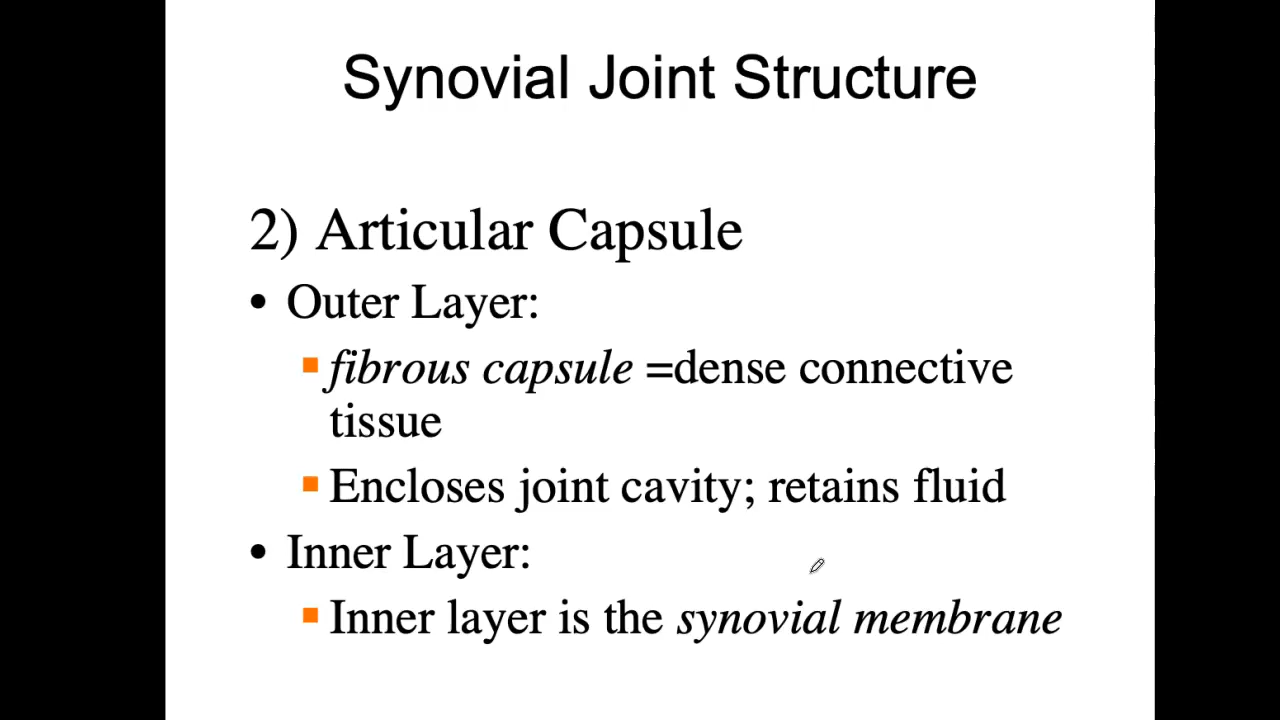 Synovial Joint Structure
2) Articular Capsule
• Outer Layer:
▪ fibrous capsule =dense connective
tissue
▪ Encloses joint cavity; retains fluid
• Inner Layer:
▪ Inner layer is the synovial membrane